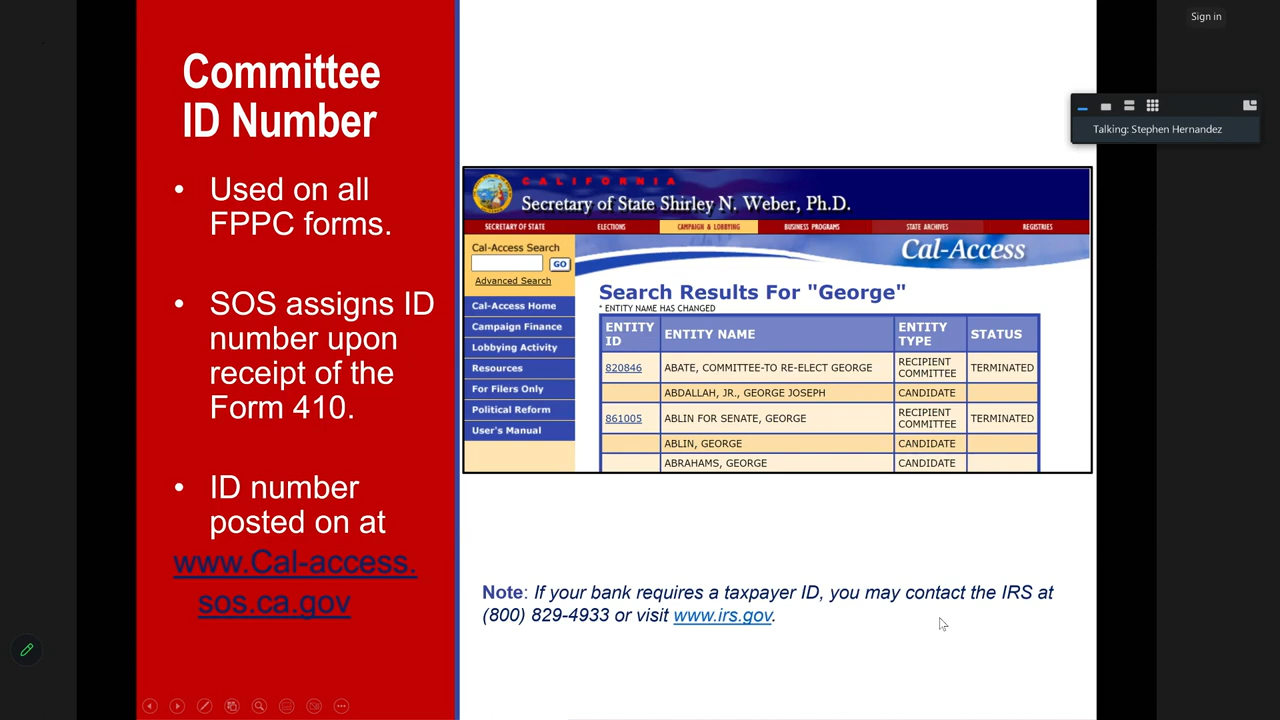 Sign in
Talking: Stephen Hernandez
Committee
ID Number
• Used on all
FPPC forms.
• SOS assigns ID
number upon
receipt of the
Form 410.
• ID number
posted on at
www.Cal-access.
sos.ca.gov
CALIFORNIA
Secretary of State Shirley N. Weber, Ph.D.
SECRETARY OF STATE ELECTIONS CAMPAIGN & LOBBYING BUSINESS PROGRAMS STATE ARCHIVES REGISTRIES
Cal-Access
Cal-Access Search
GO
Advanced Search
Cal-Access Home
Campaign Finance
Lobbying Activity
Resources
For Filers Only
Political Reform
User's Manual
Search Results For "George"
* ENTITY NAME HAS CHANGED
ENTITY ID ENTITY NAME ENTITY TYPE STATUS
820846 ABATE, COMMITTEE-TO RE-ELECT GEORGE RECIPIENT COMMITTEE TERMINATED
ABDALLAH, JR., GEORGE JOSEPH CANDIDATE
861005 ABLIN FOR SENATE, GEORGE RECIPIENT COMMITTEE TERMINATED
ABLIN, GEORGE CANDIDATE
ABRAHAMS, GEORGE CANDIDATE
Note: If your bank requires a taxpayer ID, you may contact the IRS at
(800) 829-4933 or visit www.irs.gov.